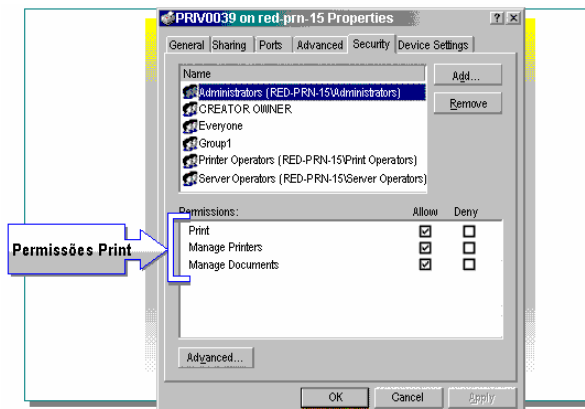 PRIV0039 on red-prn-15 Properties
General Sharing Ports Advanced Security Device Settings
Name
Administrators (RED-PRN-15\Administrators)
CREATOR OWNER
Everyone
Group1
Printer Operators (RED-PRN-15\Print Operators)
Server Operators (RED-PRN-15\Server Operators)
Add...
Remove
Permissions: Allow Deny
Print
Manage Printers
Manage Documents
Permissões Print
Advanced...
OK Cancel Apply